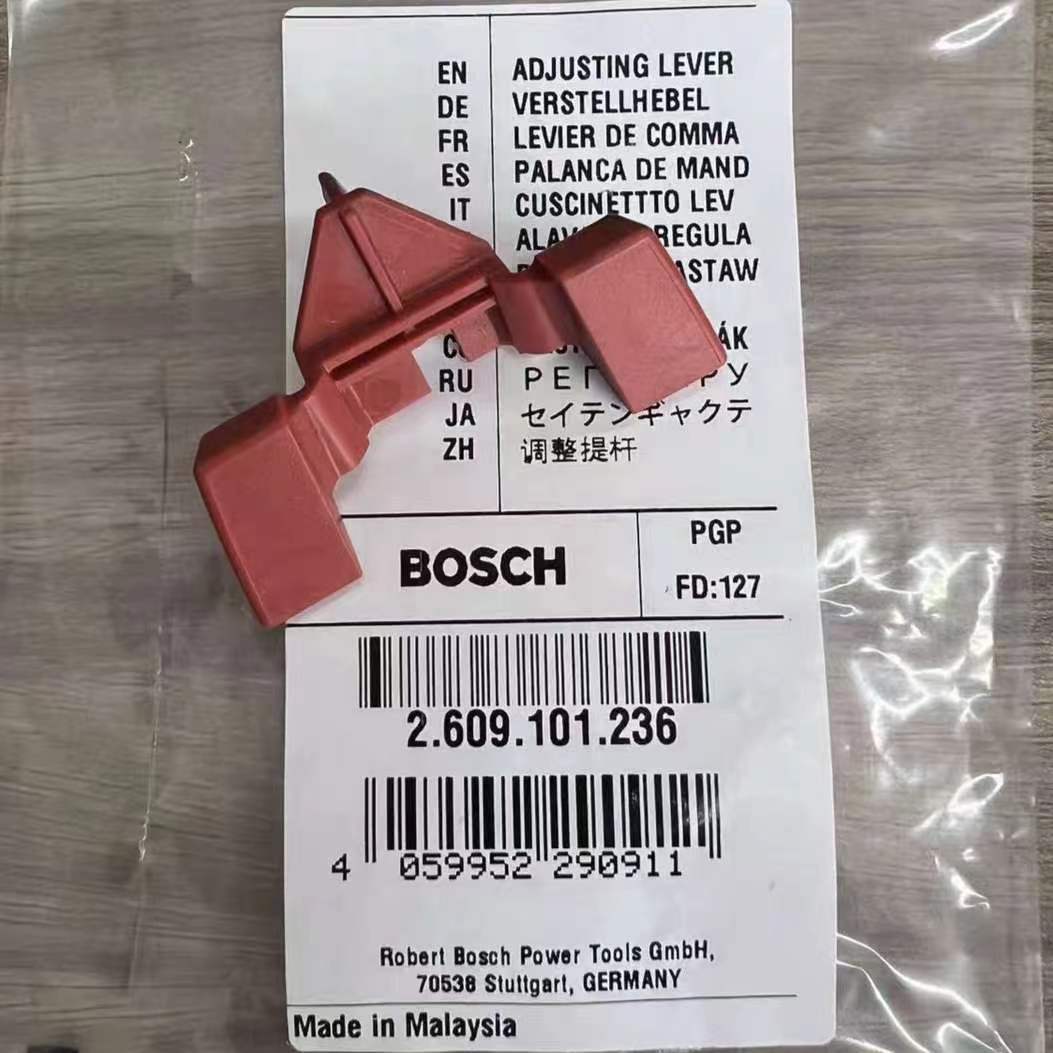 EN ADJUSTING LEVER
DE VERSTELLHEBEL
FR LEVIER DE COMMA
ES PALANCA DE MAND
IT CUSCINETTTO LEV
REGULA
RU
JA セイテンギャクテ
ZH 调整提杆
BOSCH
PGP
FD:127
2.609.101.236
4 059952 290911
Robert Bosch Power Tools GmbH,
70538 Stuttgart, GERMANY
Made in Malaysia